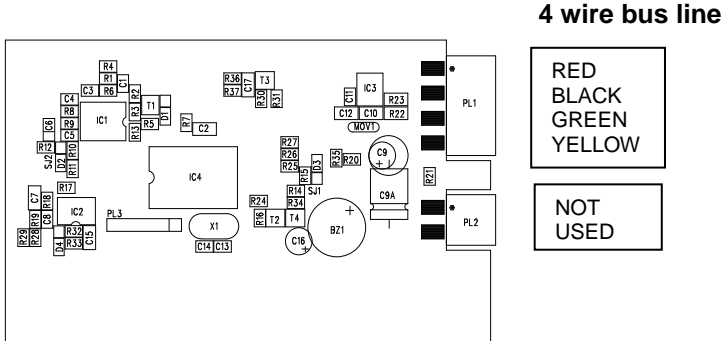 4 wire bus line
R4
R1
C3 R6 C1
R2
C4
R8
R9
C5
C6
IC1
R3
T1
D1
R5
R13
R7
C2
R12
SJ2
D2
R10
R11
R36
R37
C17
T3
R30
R31
IC3
C11
R23
C12 C10 R22
MOV1
PL1
RED
BLACK
GREEN
YELLOW
R27
R26
R25
R15
D3
R35
R20
C9
C9A
R21
IC4
R17
R14 SJ1
R34
R24
R16
T2 T4
C16
BZ1
PL2
NOT
USED
C7
R18
R19
C8
IC2
R29
R28
D4
R32
R33
C15
PL3
X1
C14 C13